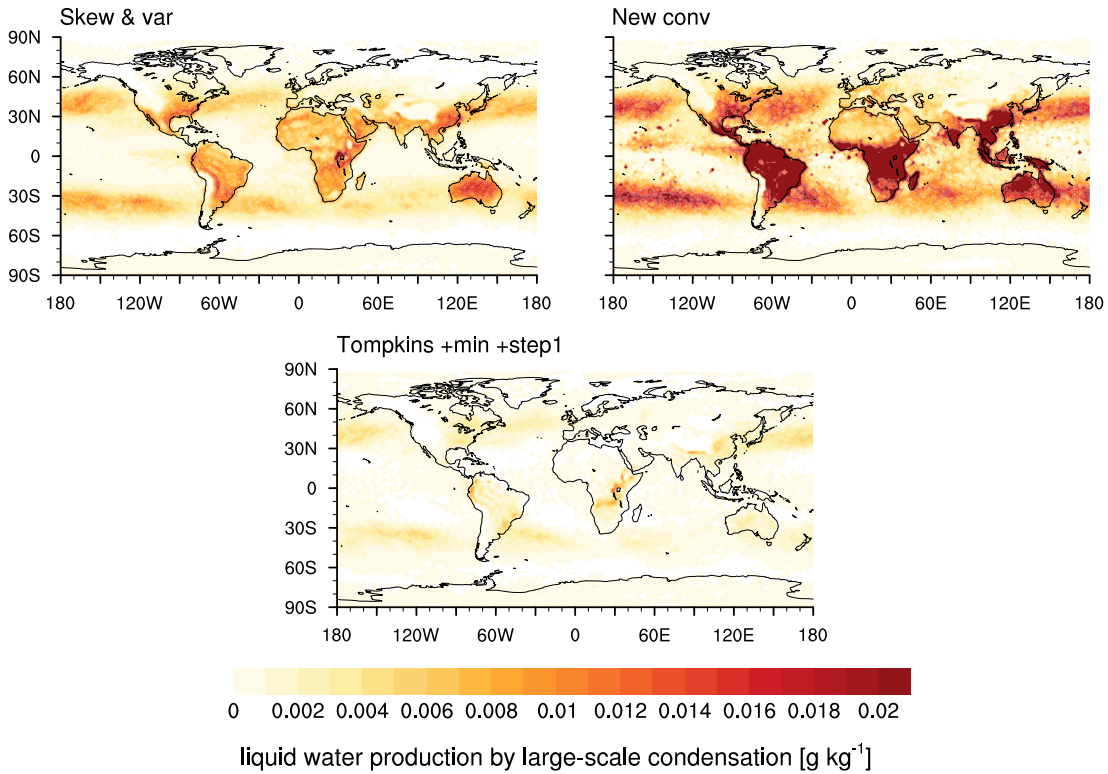 Skew & var
New conv
90N
60N
30N
0
30S
60S
90S
180 120W 60W 0 60E 120E 180
90N
60N
30N
0
30S
60S
90S
180 120W 60W 0 60E 120E 180
Tompkins +min +step1
90N
60N
30N
0
30S
60S
90S
180 120W 60W 0 60E 120E 180
0 0.002 0.004 0.006 0.008 0.01 0.012 0.014 0.016 0.018 0.02
liquid water production by large-scale condensation [g kg⁻¹]